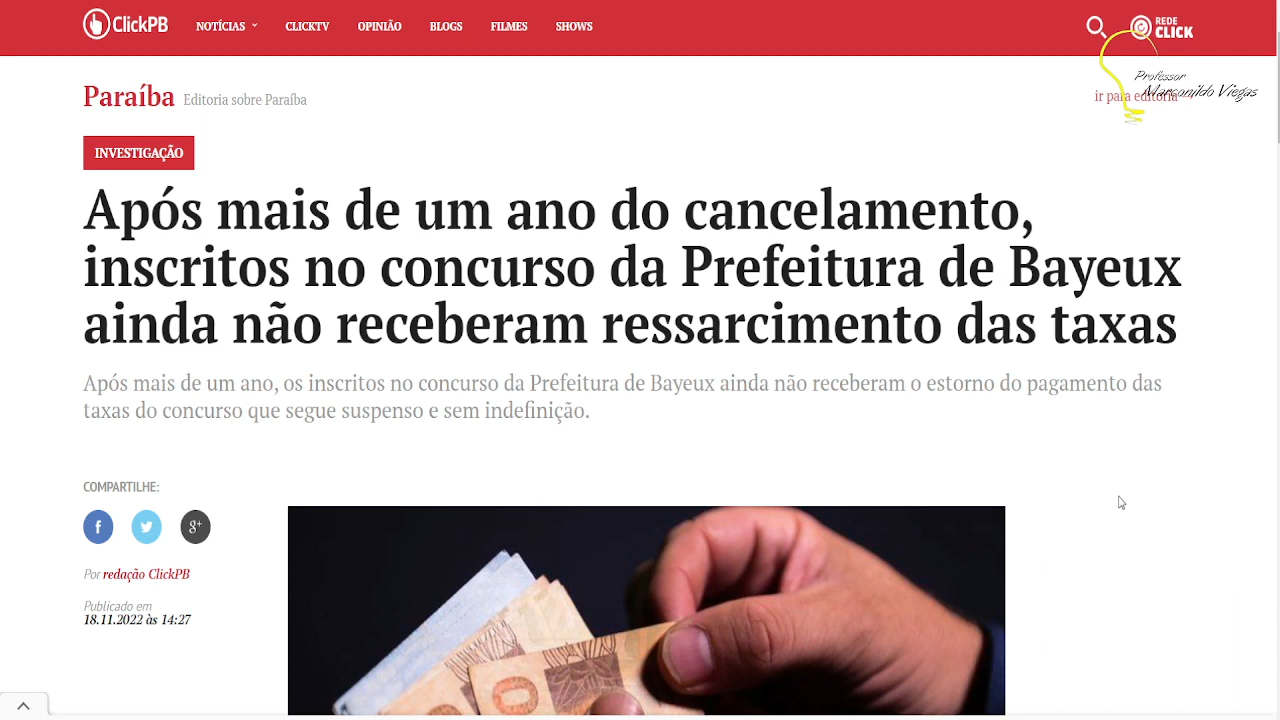 ClickPB NOTÍCIAS CLICKTV OPINIÃO BLOGS FILMES SHOWS REDE CLICK
Professor
Marsonildo Viegas
Paraíba Editoria sobre Paraíba ir para editoria
INVESTIGAÇÃO
Após mais de um ano do cancelamento,
inscritos no concurso da Prefeitura de Bayeux
ainda não receberam ressarcimento das taxas
Após mais de um ano, os inscritos no concurso da Prefeitura de Bayeux ainda não receberam o estorno do pagamento das
taxas do concurso que segue suspenso e sem indefinição.
COMPARTILHE:
f g+
Por redação ClickPB
Publicado em
18.11.2022 às 14:27